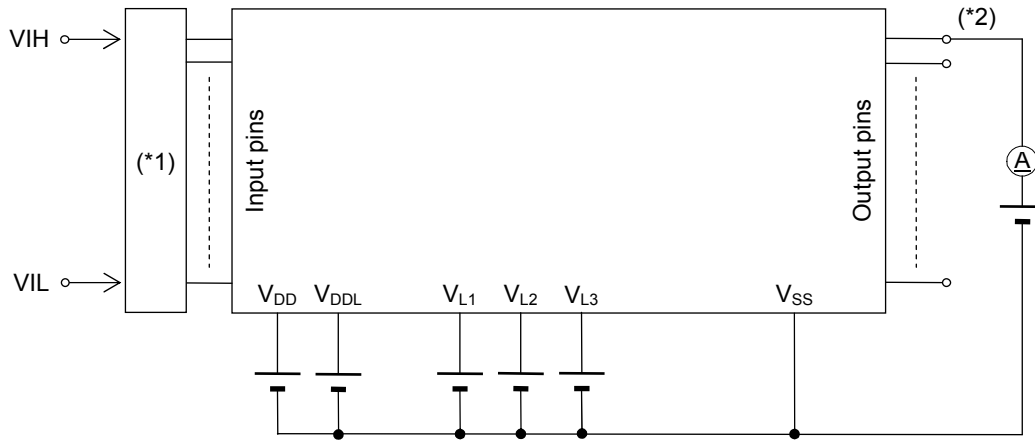 VIH
(*2)
(*1)
Input pins
Output pins
A
VIL
VDD VDDL VL1 VL2 VL3 VSS